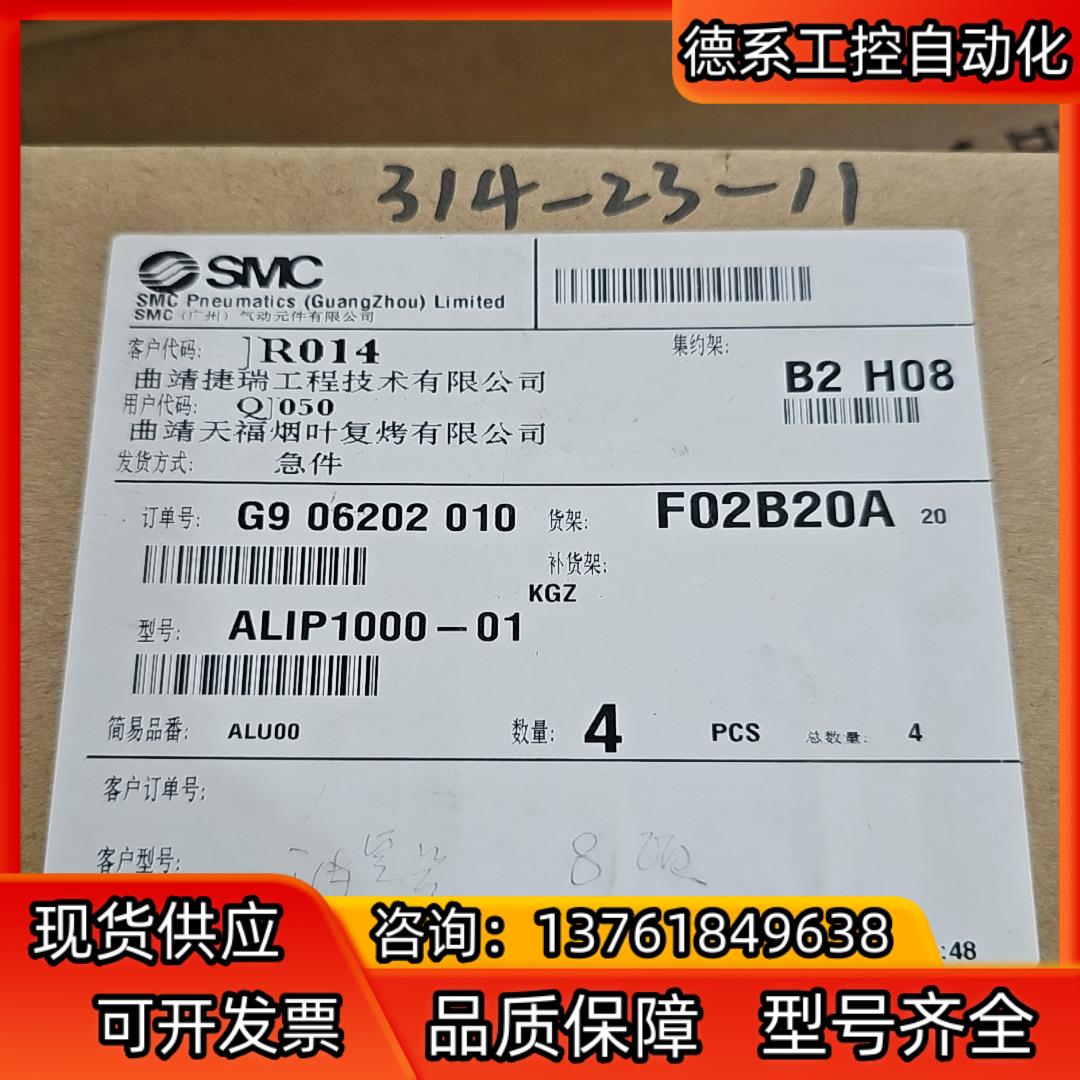 德系工控自动化
314-23-11
SMC
SMC Pneumatics (GuangZhou) Limited
SMC (广州) 气动元件有限公司
客户代码: JR014
集约架:
曲靖捷瑞工程技术有限公司
B2 H08
用户代码: QJ050
曲靖天福烟叶复烤有限公司
发货方式: 急件
订单号: G9 06202 010 货架: F02B20A 20
补货架:
KGZ
型号: ALIP1000-01
简易品番: ALU00 数量: 4 PCS 总数量: 4
客户订单号:
客户型号:
:48
现货供应
咨询：13761849638
可开发票 品质保障 型号齐全